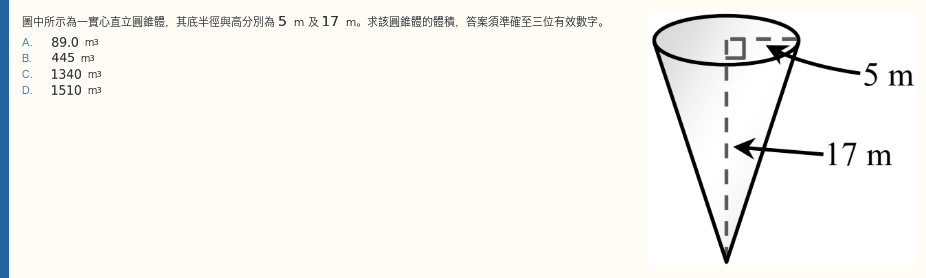 圖中所示為一實心直立圓錐體，其底半徑與高分別為 5 m 及 17 m。求該圓錐體的體積，答案須準確至三位有效數字。
A. 89.0 m³
B. 445 m³
C. 1340 m³
D. 1510 m³
5 m
17 m